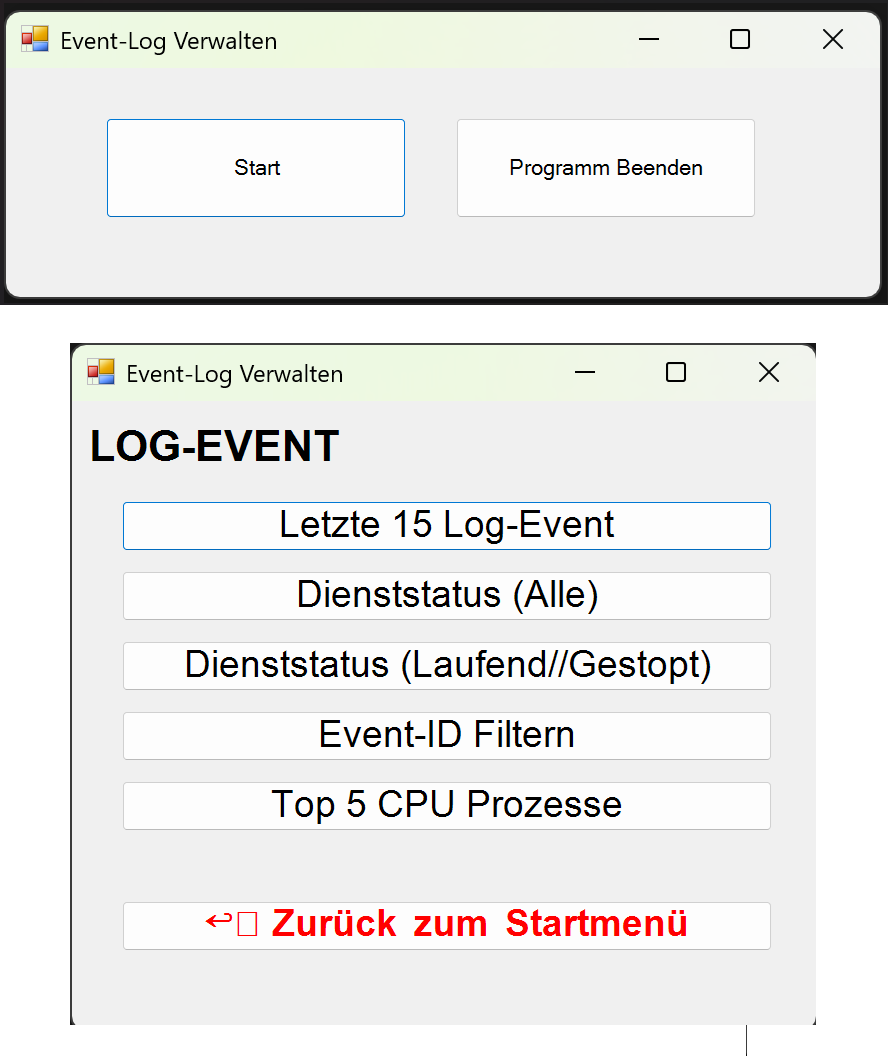 Event-Log Verwalten
Start
Programm Beenden
Event-Log Verwalten
LOG-EVENT
Letzte 15 Log-Event
Dienststatus (Alle)
Dienststatus (Laufend//Gestopt)
Event-ID Filtern
Top 5 CPU Prozesse
↩□ Zurück zum Startmenü